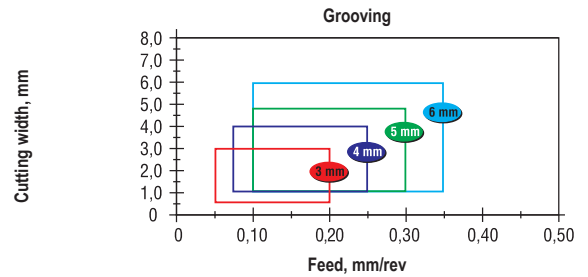 Grooving
Cutting width, mm
8,0
7,0
6,0
5,0
4,0
3,0
2,0
1,0
0
6 mm
5 mm
4 mm
3 mm
0 0,10 0,20 0,30 0,40 0,50
Feed, mm/rev